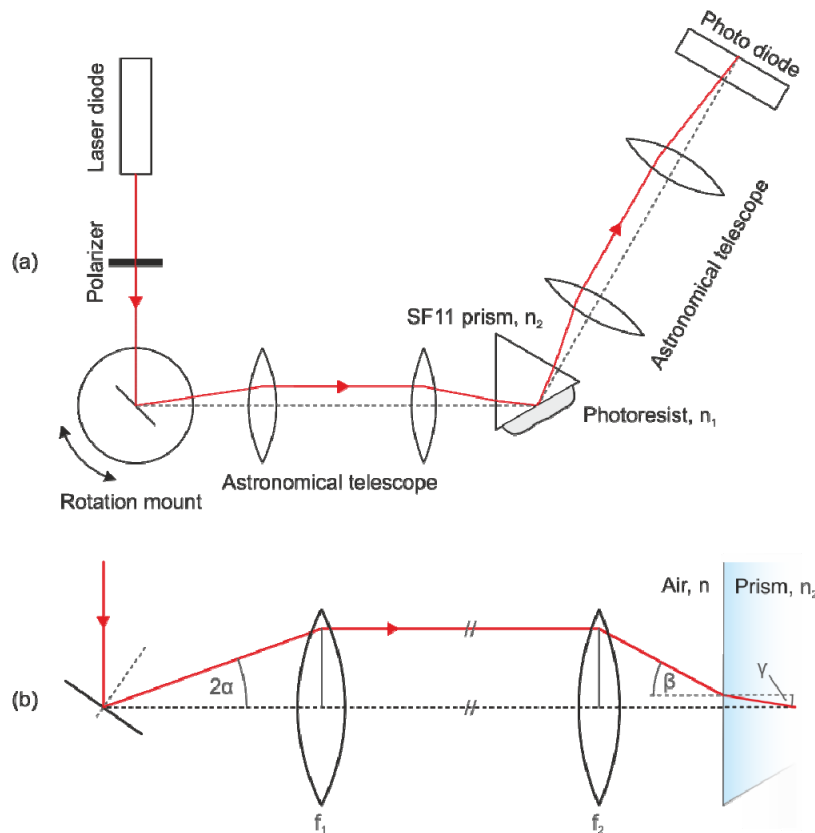 (a)
Laser diode
Polarizer
Rotation mount
Astronomical telescope
SF11 prism, n₂
Photoresist, n₁
Astronomical telescope
Photo diode
(b)
2α
f₁
f₂
β
Air, n
Prism, n₂
γ